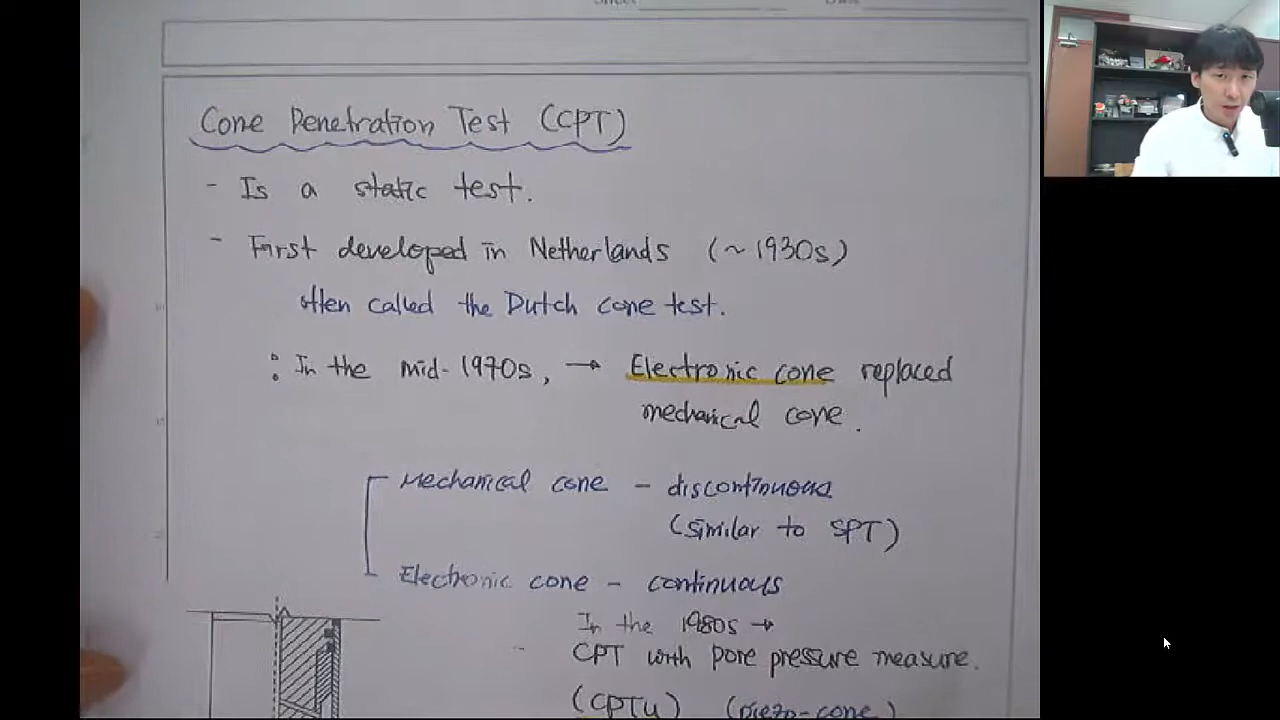 Cone Penetration Test (CPT)
- Is a static test.
- First developed in Netherlands (~1930s)
often called the Dutch cone test.
: In the mid-1970s, → Electronic cone replaced
mechanical cone.
Mechanical cone - discontinuous
(similar to SPT)
Electronic cone - continuous
In the 1980s →
CPT with pore pressure measure.
(CPTu) (piezo-cone)